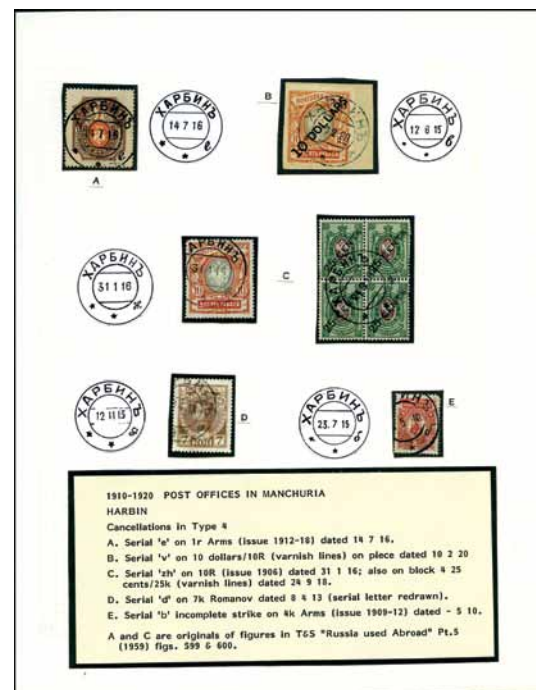 B
ХАРБИНЪ
14 7 16
е
10 DOLLARS
ХАРБИНЪ
12 6 15
в
A
ХАРБИНЪ
31 1 16
ж
C
ХАРБИНЪ
12 11 15
D
ХАРБИНЪ
23. 7 15
E
1910-1920 POST OFFICES IN MANCHURIA
HARBIN
Cancellations in Type 4
A. Serial 'e' on 1r Arms (issue 1912-18) dated 14 7 16.
B. Serial 'v' on 10 dollars/10R (varnish lines) on piece dated 10 2 20
C. Serial 'zh' on 10R (issue 1906) dated 31 1 16; also on block 4 25
cents/25k (varnish lines) dated 24 9 18.
D. Serial 'd' on 7k Romanov dated 8 4 13 (serial letter redrawn).
E. Serial 'b' incomplete strike on 4k Arms (issue 1909-12) dated - 5 10.
A and C are originals of figures in T&S "Russia used Abroad" Pt.5
(1959) figs. 599 & 600.